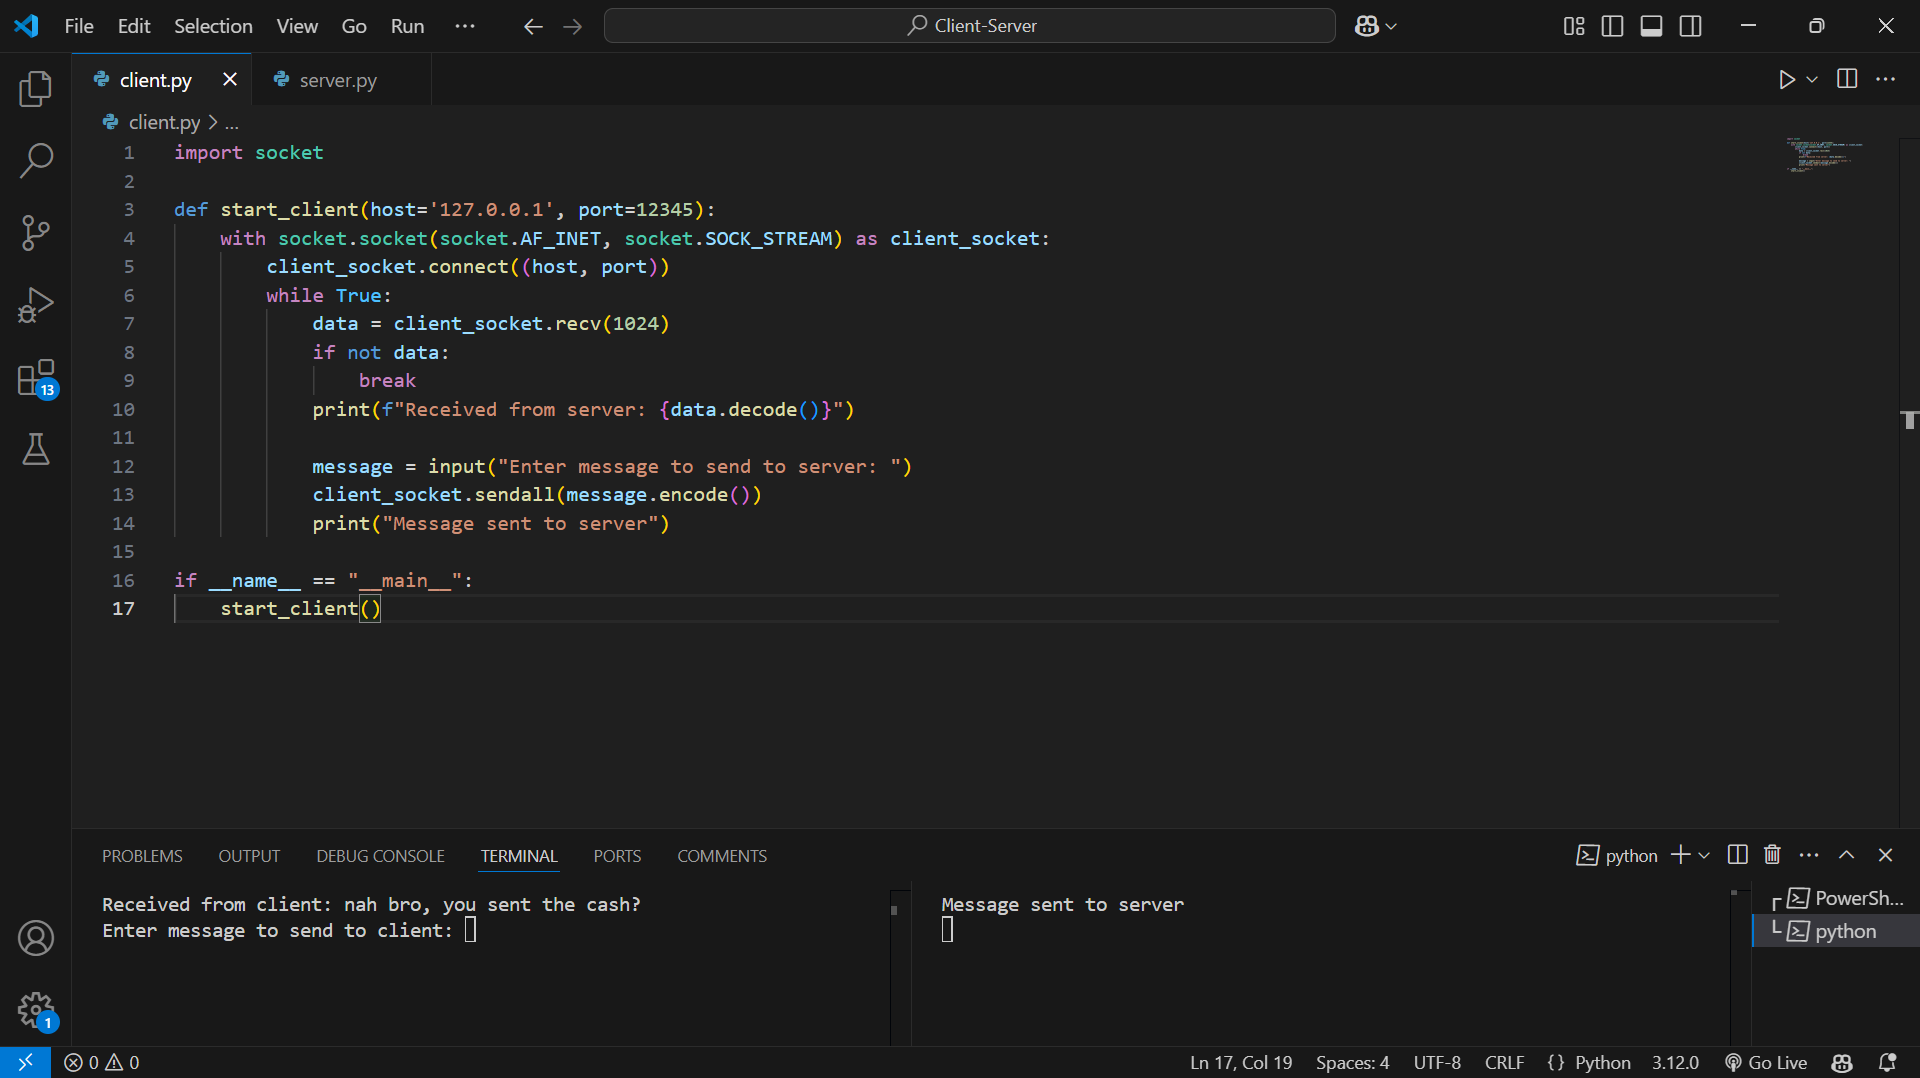 File Edit Selection View Go Run ··· Client-Server
client.py server.py
client.py > ...
1 import socket
2
3 def start_client(host='127.0.0.1', port=12345):
4     with socket.socket(socket.AF_INET, socket.SOCK_STREAM) as client_socket:
5         client_socket.connect((host, port))
6         while True:
7             data = client_socket.recv(1024)
8             if not data:
9                 break
10             print(f"Received from server: {data.decode()}")
11
12             message = input("Enter message to send to server: ")
13             client_socket.sendall(message.encode())
14             print("Message sent to server")
15
16 if __name__ == "__main__":
17     start_client()
13
PROBLEMS OUTPUT DEBUG CONSOLE TERMINAL PORTS COMMENTS python
Received from client: nah bro, you sent the cash?
Enter message to send to client:
Message sent to server
PowerSh...
python
1
0 0 Ln 17, Col 19 Spaces: 4 UTF-8 CRLF {} Python 3.12.0 Go Live